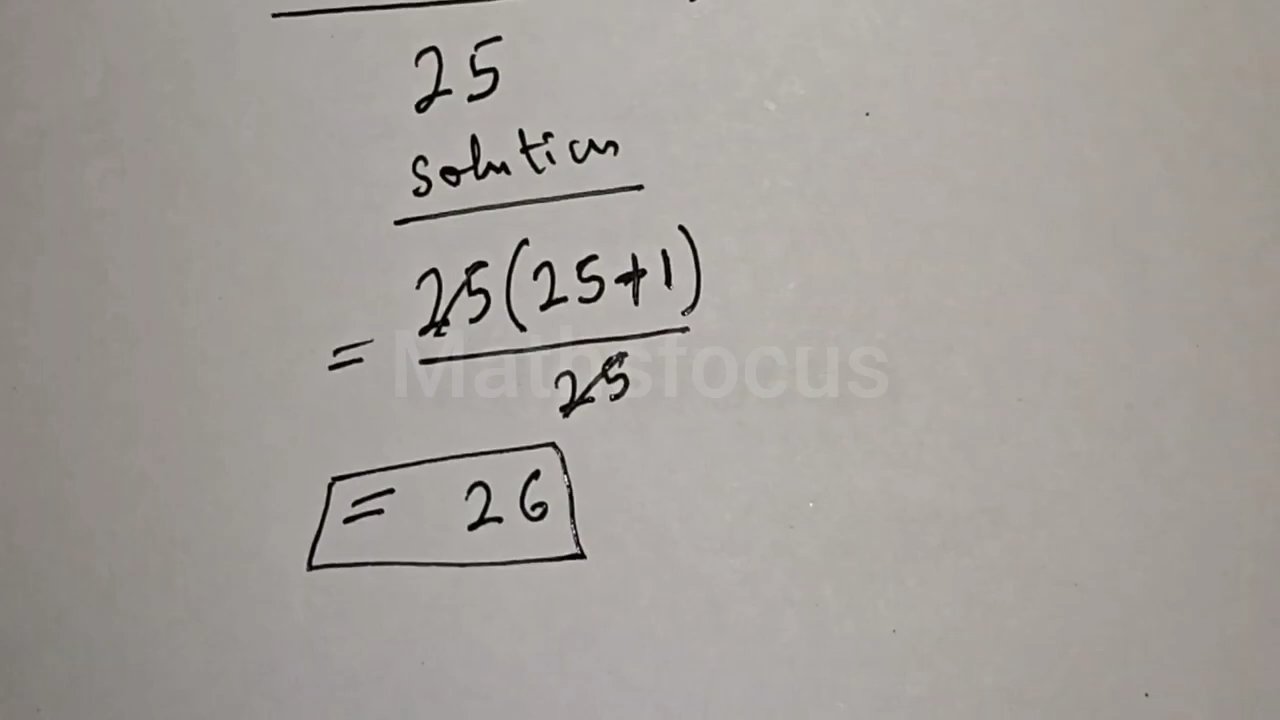 25
solution
25(25+1)
=
25
= 26
Mathsfocus